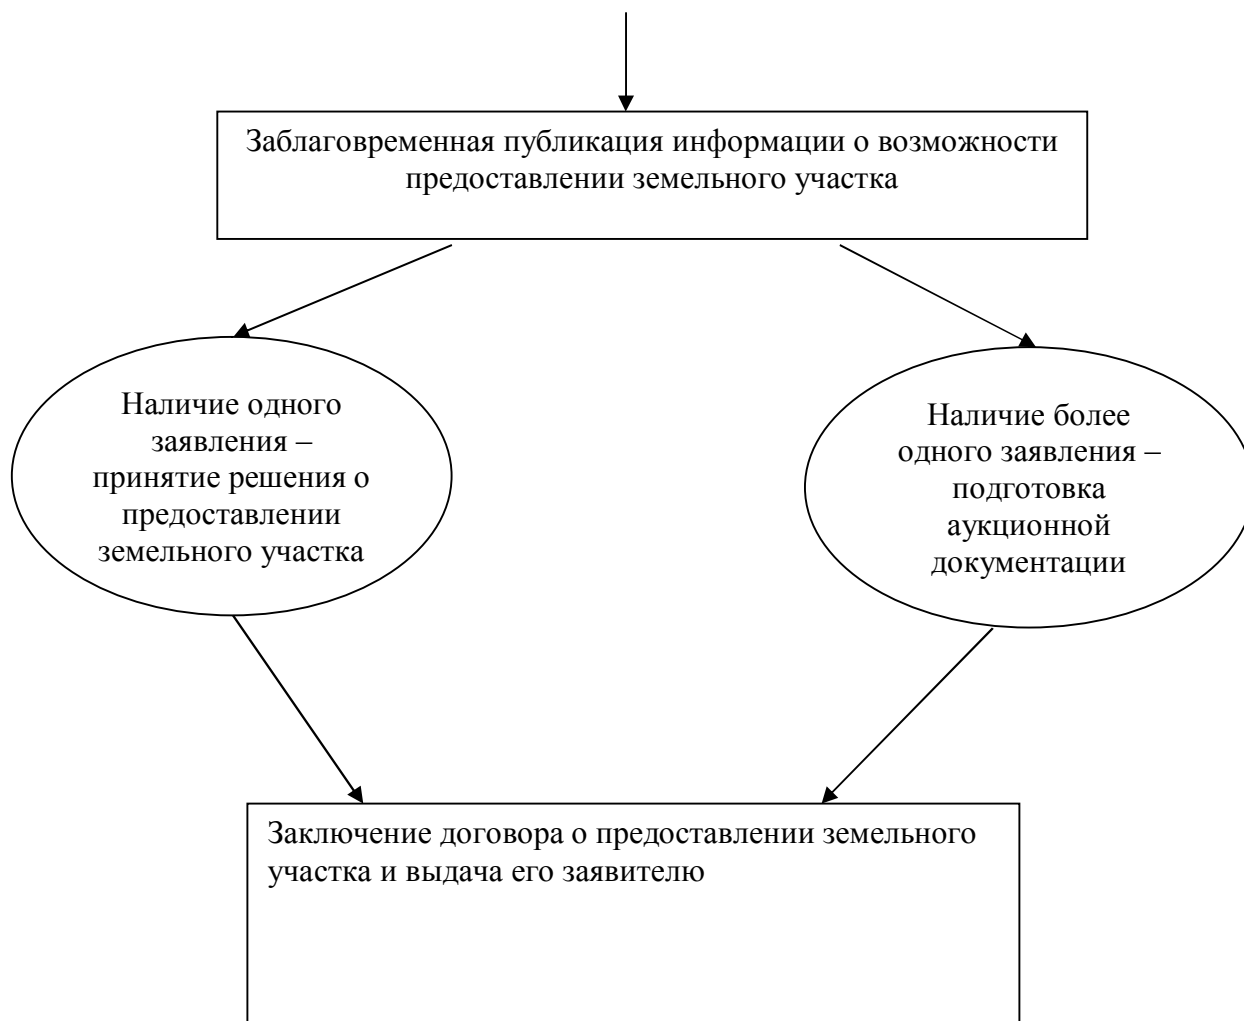 Заблаговременная публикация информации о возможности
предоставлении земельного участка
Наличие одного
заявления –
принятие решения о
предоставлении
земельного участка
Наличие более
одного заявления –
подготовка
аукционной
документации
Заключение договора о предоставлении земельного
участка и выдача его заявителю